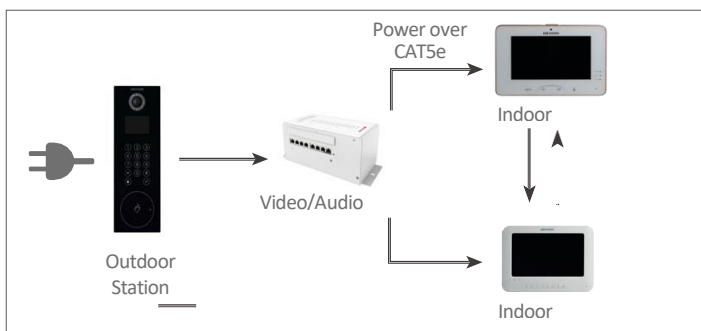 Power over
CAT5e
Indoor
Video/Audio
Outdoor
Station
Indoor